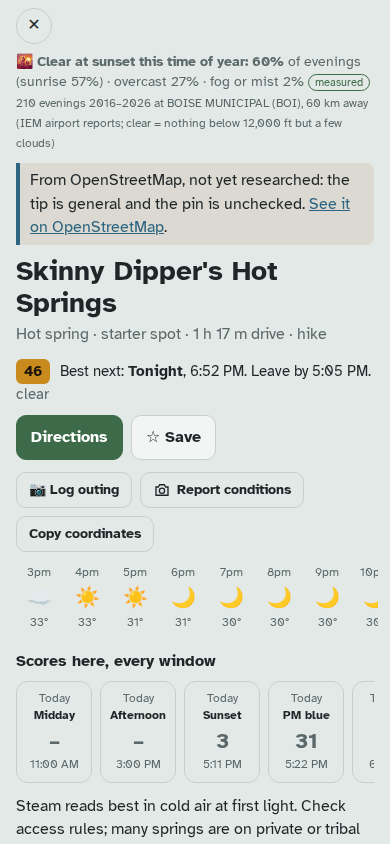 ✕
🌇 Clear at sunset this time of year: 60% of evenings
(sunrise 57%) · overcast 27% · fog or mist 2% measured
210 evenings 2016–2026 at BOISE MUNICIPAL (BOI), 60 km away
(IEM airport reports; clear = nothing below 12,000 ft but a few
clouds)
From OpenStreetMap, not yet researched: the
tip is general and the pin is unchecked. See it
on OpenStreetMap.
Skinny Dipper's Hot
Springs
Hot spring · starter spot · 1 h 17 m drive · hike
46 Best next: Tonight, 6:52 PM. Leave by 5:05 PM.
clear
Directions ☆ Save
📷 Log outing Report conditions
Copy coordinates
3pm 4pm 5pm 6pm 7pm 8pm 9pm 10p
33° 33° 31° 31° 30° 30° 30° 30
Scores here, every window
Today Today Today Today T
Midday Afternoon Sunset PM blue
– – 3 31
11:00 AM 3:00 PM 5:11 PM 5:22 PM 6
Steam reads best in cold air at first light. Check
access rules; many springs are on private or tribal